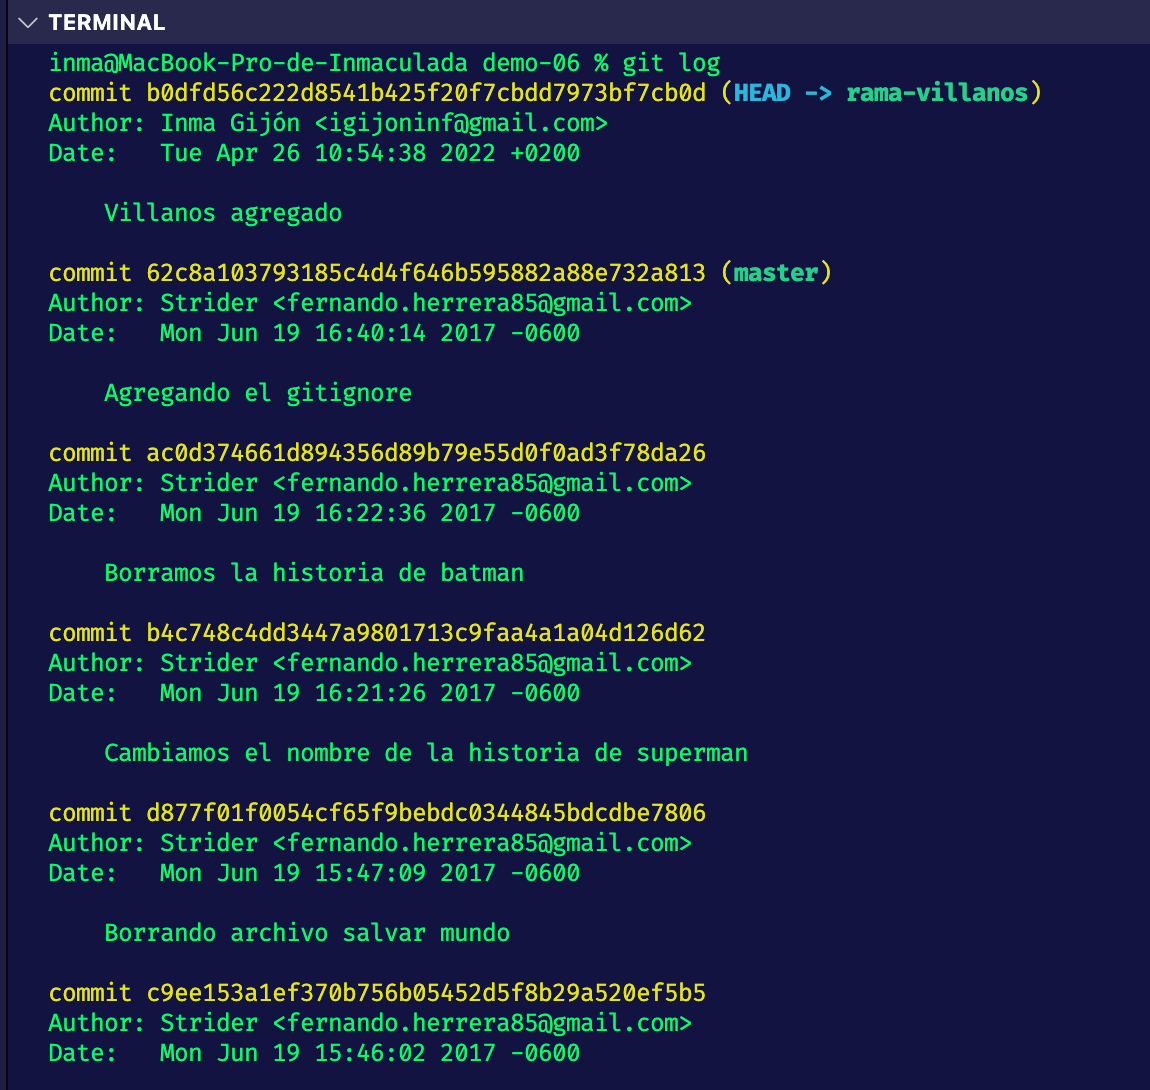 TERMINAL
inma@MacBook-Pro-de-Inmaculada demo-06 % git log
commit b0dfd56c222d8541b425f20f7cbdd7973bf7cb0d (HEAD -> rama-villanos)
Author: Inma Gijón <igijoninf@gmail.com>
Date:   Tue Apr 26 10:54:38 2022 +0200
    Villanos agregado
commit 62c8a103793185c4d4f646b595882a88e732a813 (master)
Author: Strider <fernando.herrera85@gmail.com>
Date:   Mon Jun 19 16:40:14 2017 -0600
    Agregando el gitignore
commit ac0d374661d894356d89b79e55d0f0ad3f78da26
Author: Strider <fernando.herrera85@gmail.com>
Date:   Mon Jun 19 16:22:36 2017 -0600
    Borramos la historia de batman
commit b4c748c4dd3447a9801713c9faa4a1a04d126d62
Author: Strider <fernando.herrera85@gmail.com>
Date:   Mon Jun 19 16:21:26 2017 -0600
    Cambiamos el nombre de la historia de superman
commit d877f01f0054cf65f9bebdc0344845bdcdbe7806
Author: Strider <fernando.herrera85@gmail.com>
Date:   Mon Jun 19 15:47:09 2017 -0600
    Borrando archivo salvar mundo
commit c9ee153a1ef370b756b05452d5f8b29a520ef5b5
Author: Strider <fernando.herrera85@gmail.com>
Date:   Mon Jun 19 15:46:02 2017 -0600